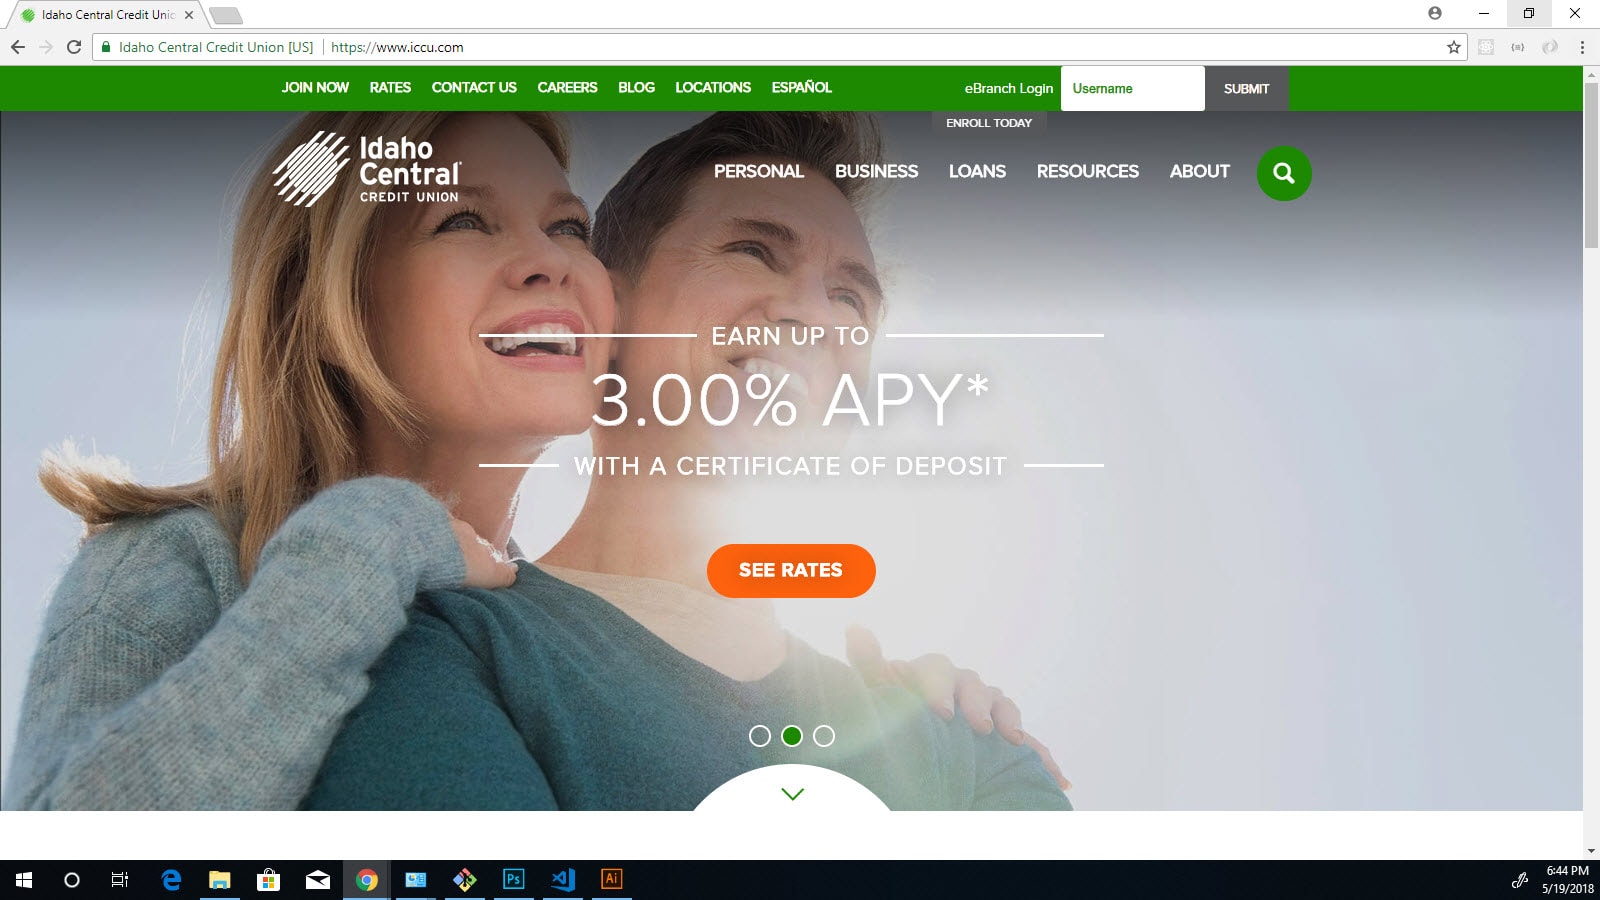 Idaho Central Credit Unic
Idaho Central Credit Union [US] | https://www.iccu.com
JOIN NOW RATES CONTACT US CAREERS BLOG LOCATIONS ESPAÑOL eBranch Login Username SUBMIT
ENROLL TODAY
Idaho
Central
CREDIT UNION
PERSONAL BUSINESS LOANS RESOURCES ABOUT
EARN UP TO
3.00% APY*
WITH A CERTIFICATE OF DEPOSIT
SEE RATES
Ps Ai
6:44 PM
5/19/2018